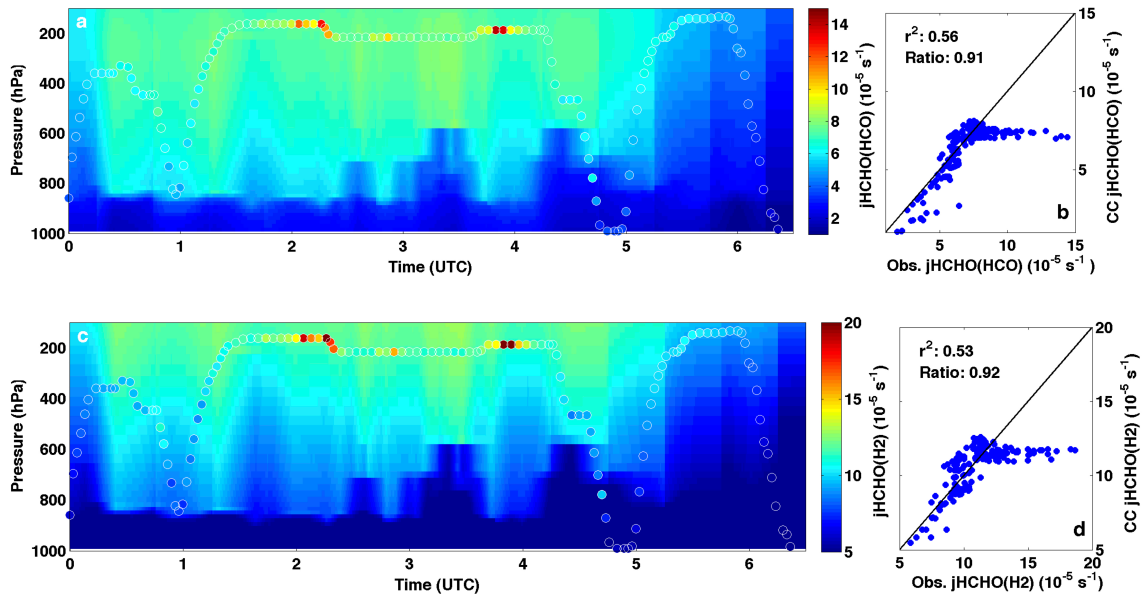 a
200
400
600
800
1000
Pressure (hPa)
0 1 2 3 4 5 6
Time (UTC)
14
12
10
8
6
4
2
jHCHO(HCO) (10⁻⁵ s⁻¹)
r²: 0.56
Ratio: 0.91
b
15
10
5
5 10 15
CC jHCHO(HCO) (10⁻⁵ s⁻¹)
Obs. jHCHO(HCO) (10⁻⁵ s⁻¹)
c
200
400
600
800
1000
Pressure (hPa)
0 1 2 3 4 5 6
Time (UTC)
20
15
10
5
jHCHO(H2) (10⁻⁵ s⁻¹)
r²: 0.53
Ratio: 0.92
d
20
15
10
5
5 10 15 20
CC jHCHO(H2) (10⁻⁵ s⁻¹)
Obs. jHCHO(H2) (10⁻⁵ s⁻¹)